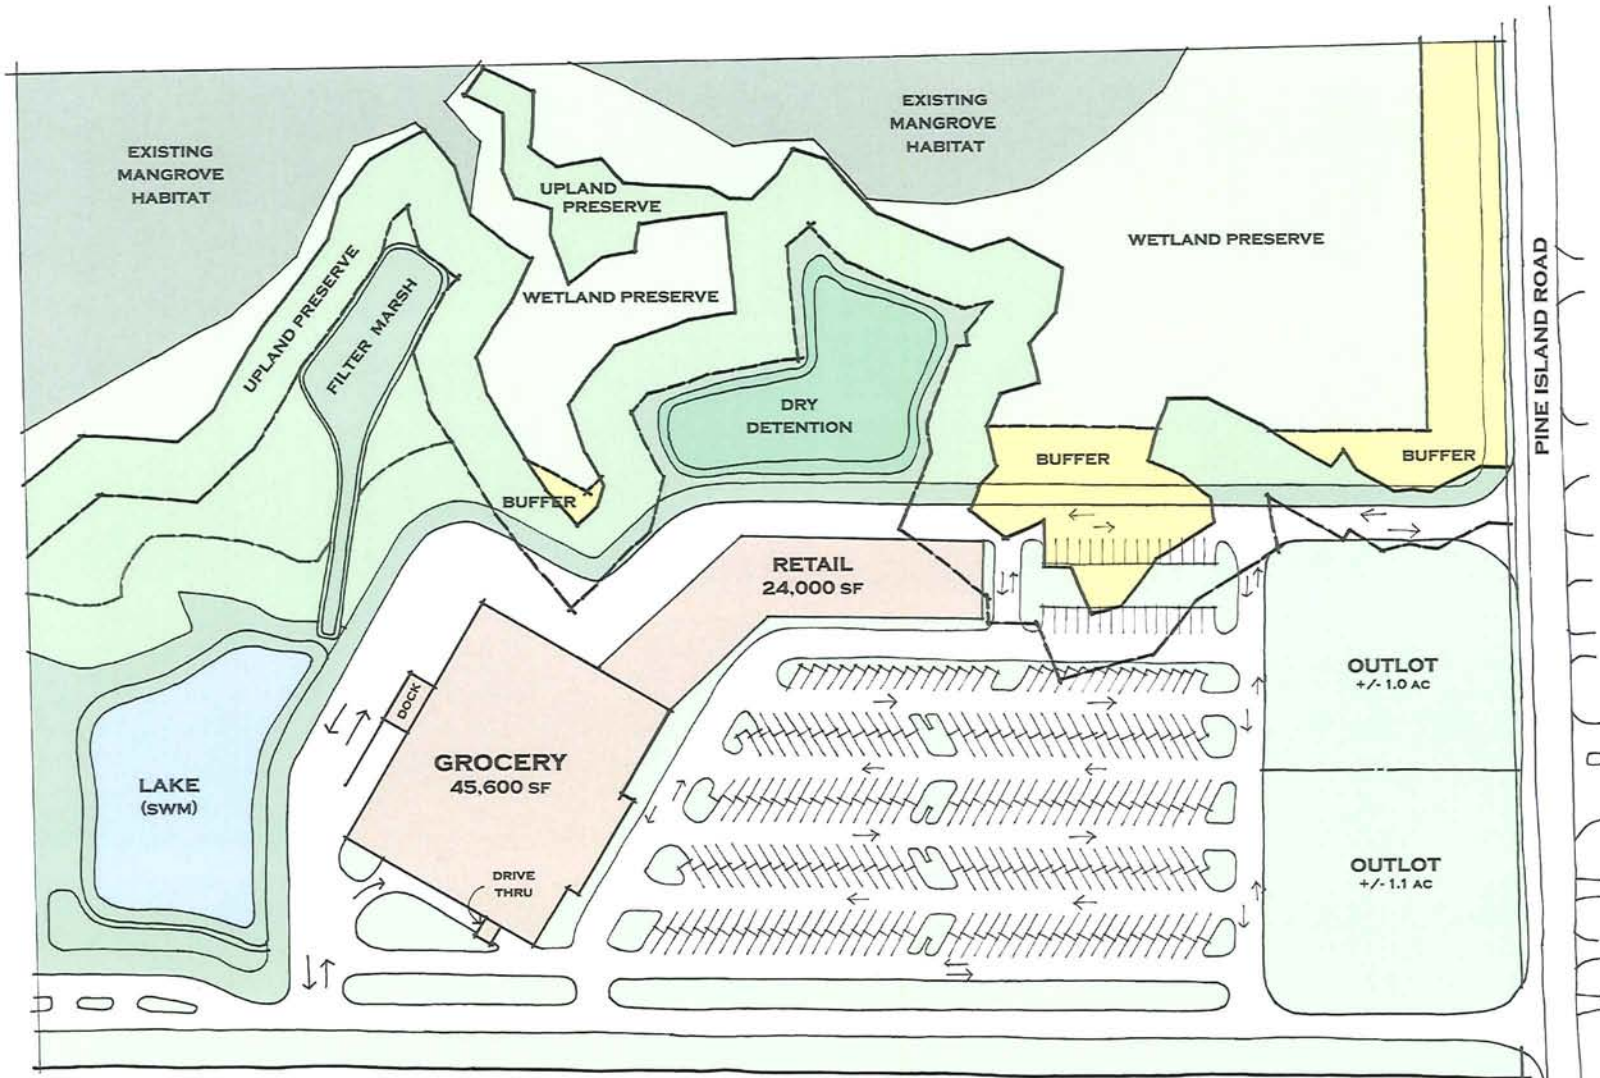 EXISTING
MANGROVE
HABITAT
EXISTING
MANGROVE
HABITAT
UPLAND
PRESERVE
WETLAND PRESERVE
PINE ISLAND ROAD
UPLAND PRESERVE
FILTER MARSH
WETLAND PRESERVE
DRY
DETENTION
BUFFER
BUFFER
BUFFER
RETAIL
24,000 SF
OUTLOT
+/- 1.0 AC
DOCK
GROCERY
45,600 SF
LAKE
(SWM)
DRIVE
THRU
OUTLOT
+/- 1.1 AC